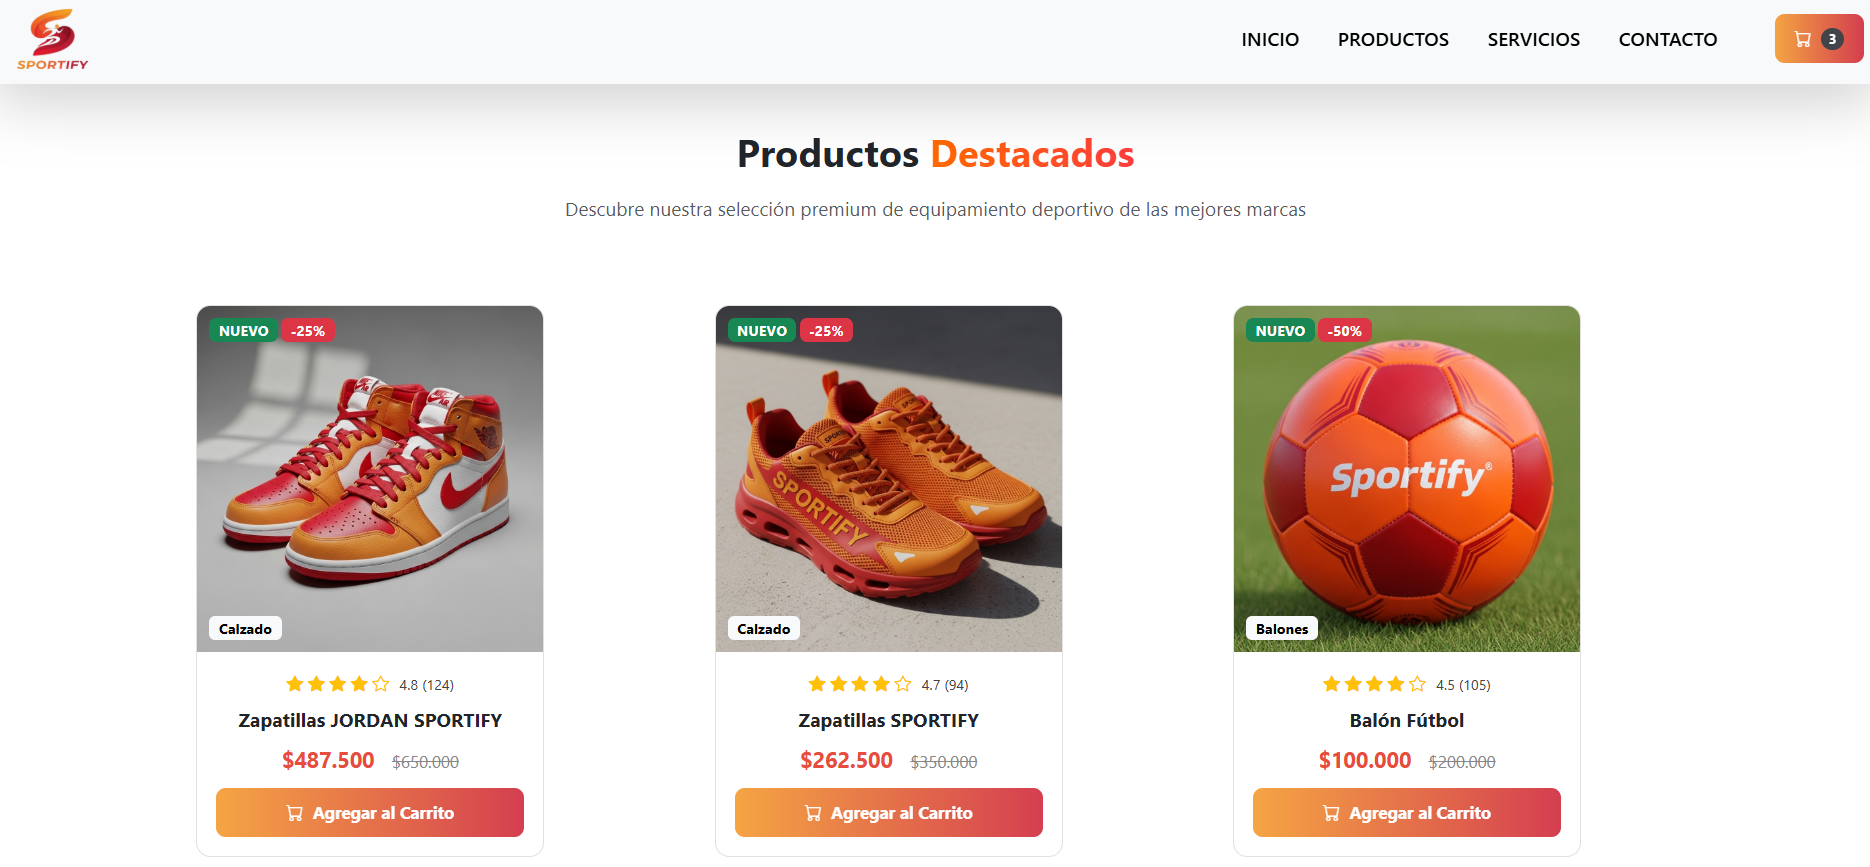 SPORTIFY
INICIO PRODUCTOS SERVICIOS CONTACTO 3
Productos Destacados
Descubre nuestra selección premium de equipamiento deportivo de las mejores marcas
NUEVO -25%
Calzado
4.8 (124)
Zapatillas JORDAN SPORTIFY
$487.500 $650.000
Agregar al Carrito
NUEVO -25%
SPORTIFY
Calzado
4.7 (94)
Zapatillas SPORTIFY
$262.500 $350.000
Agregar al Carrito
NUEVO -50%
Sportify®
Balones
4.5 (105)
Balón Fútbol
$100.000 $200.000
Agregar al Carrito